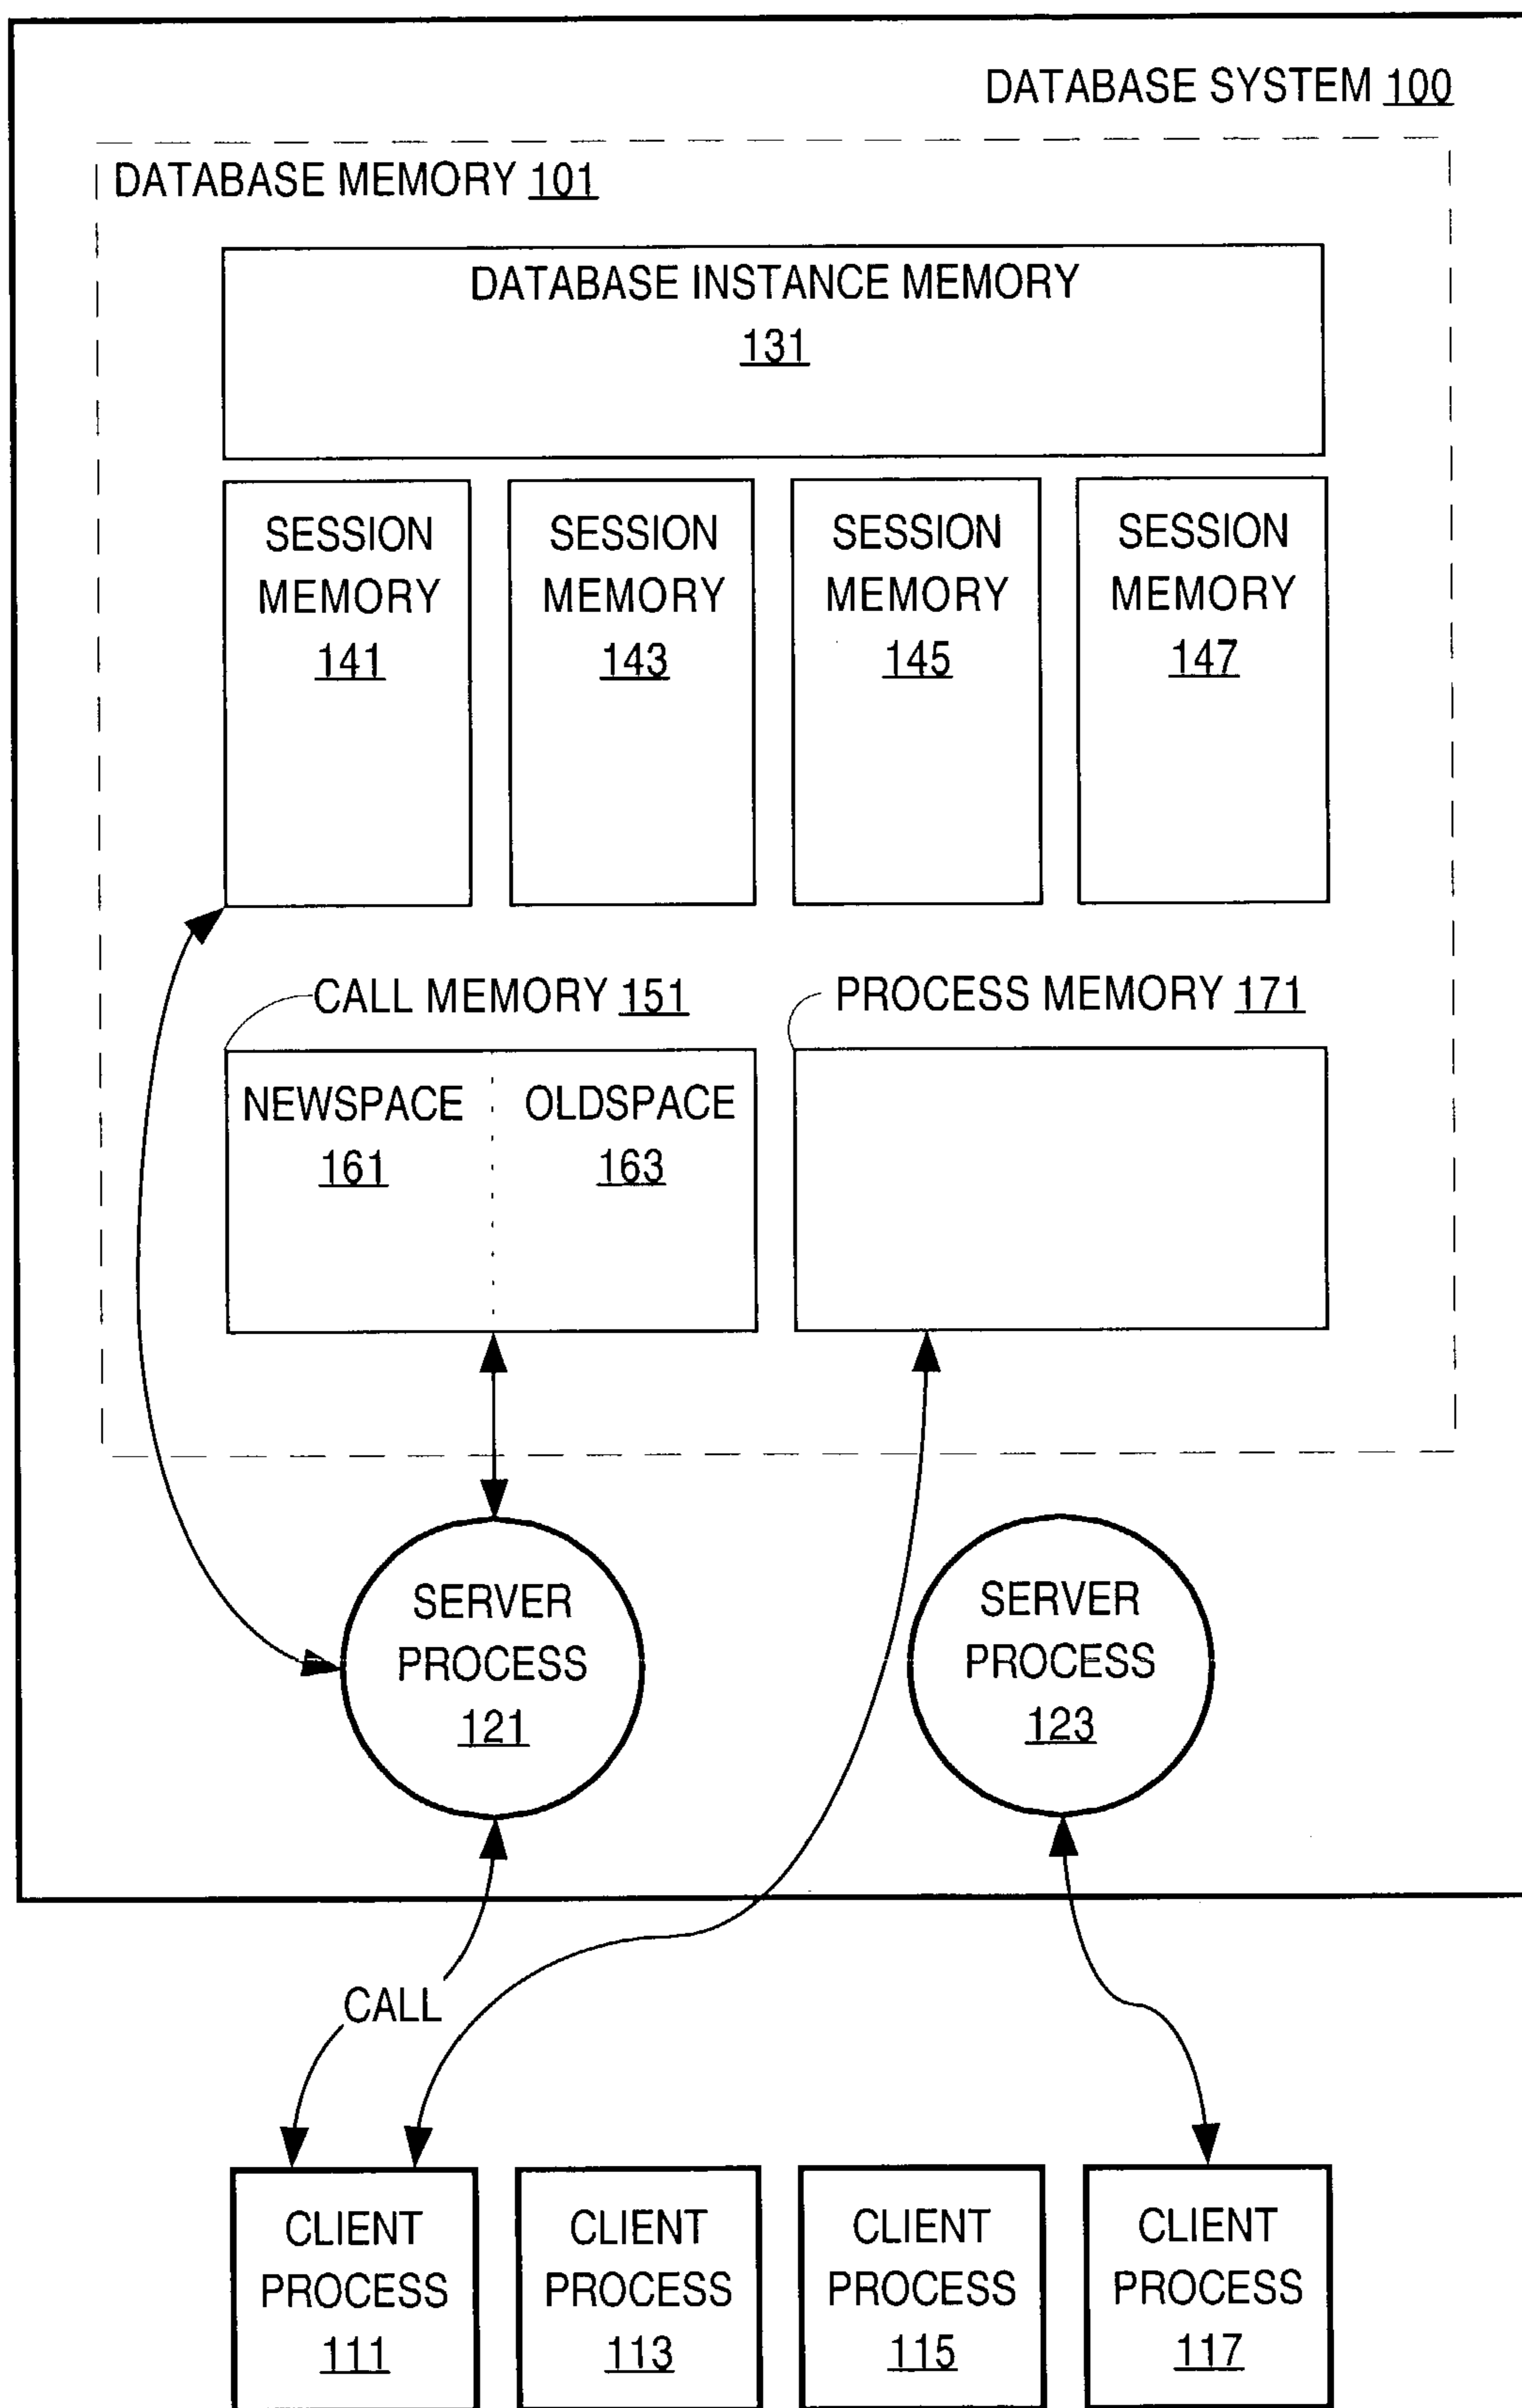 DATABASE SYSTEM 100
DATABASE MEMORY 101
DATABASE INSTANCE MEMORY
131
SESSION
MEMORY
141
SESSION
MEMORY
143
SESSION
MEMORY
145
SESSION
MEMORY
147
CALL MEMORY 151
PROCESS MEMORY 171
NEWSPACE
161
OLDSPACE
163
SERVER
PROCESS
121
SERVER
PROCESS
123
CALL
CLIENT
PROCESS
111
CLIENT
PROCESS
113
CLIENT
PROCESS
115
CLIENT
PROCESS
117